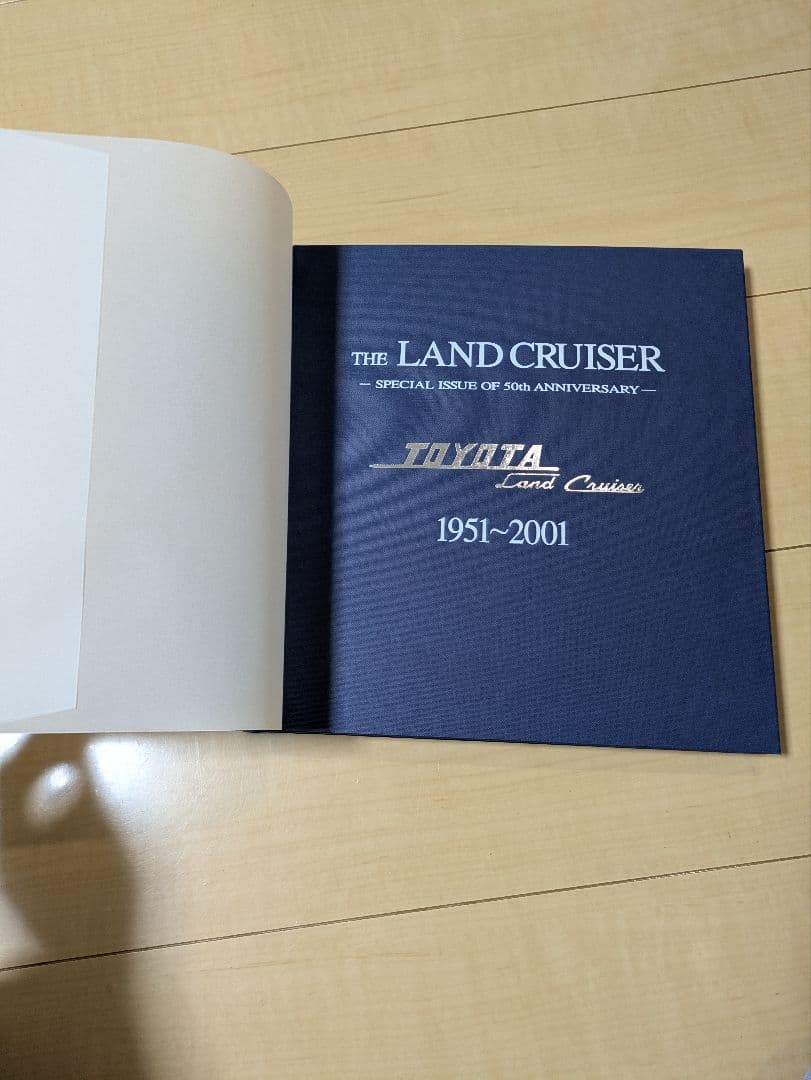 THE LAND CRUISER
— SPECIAL ISSUE OF 50th ANNIVERSARY —
TOYOTA
Land Cruiser
1951~2001